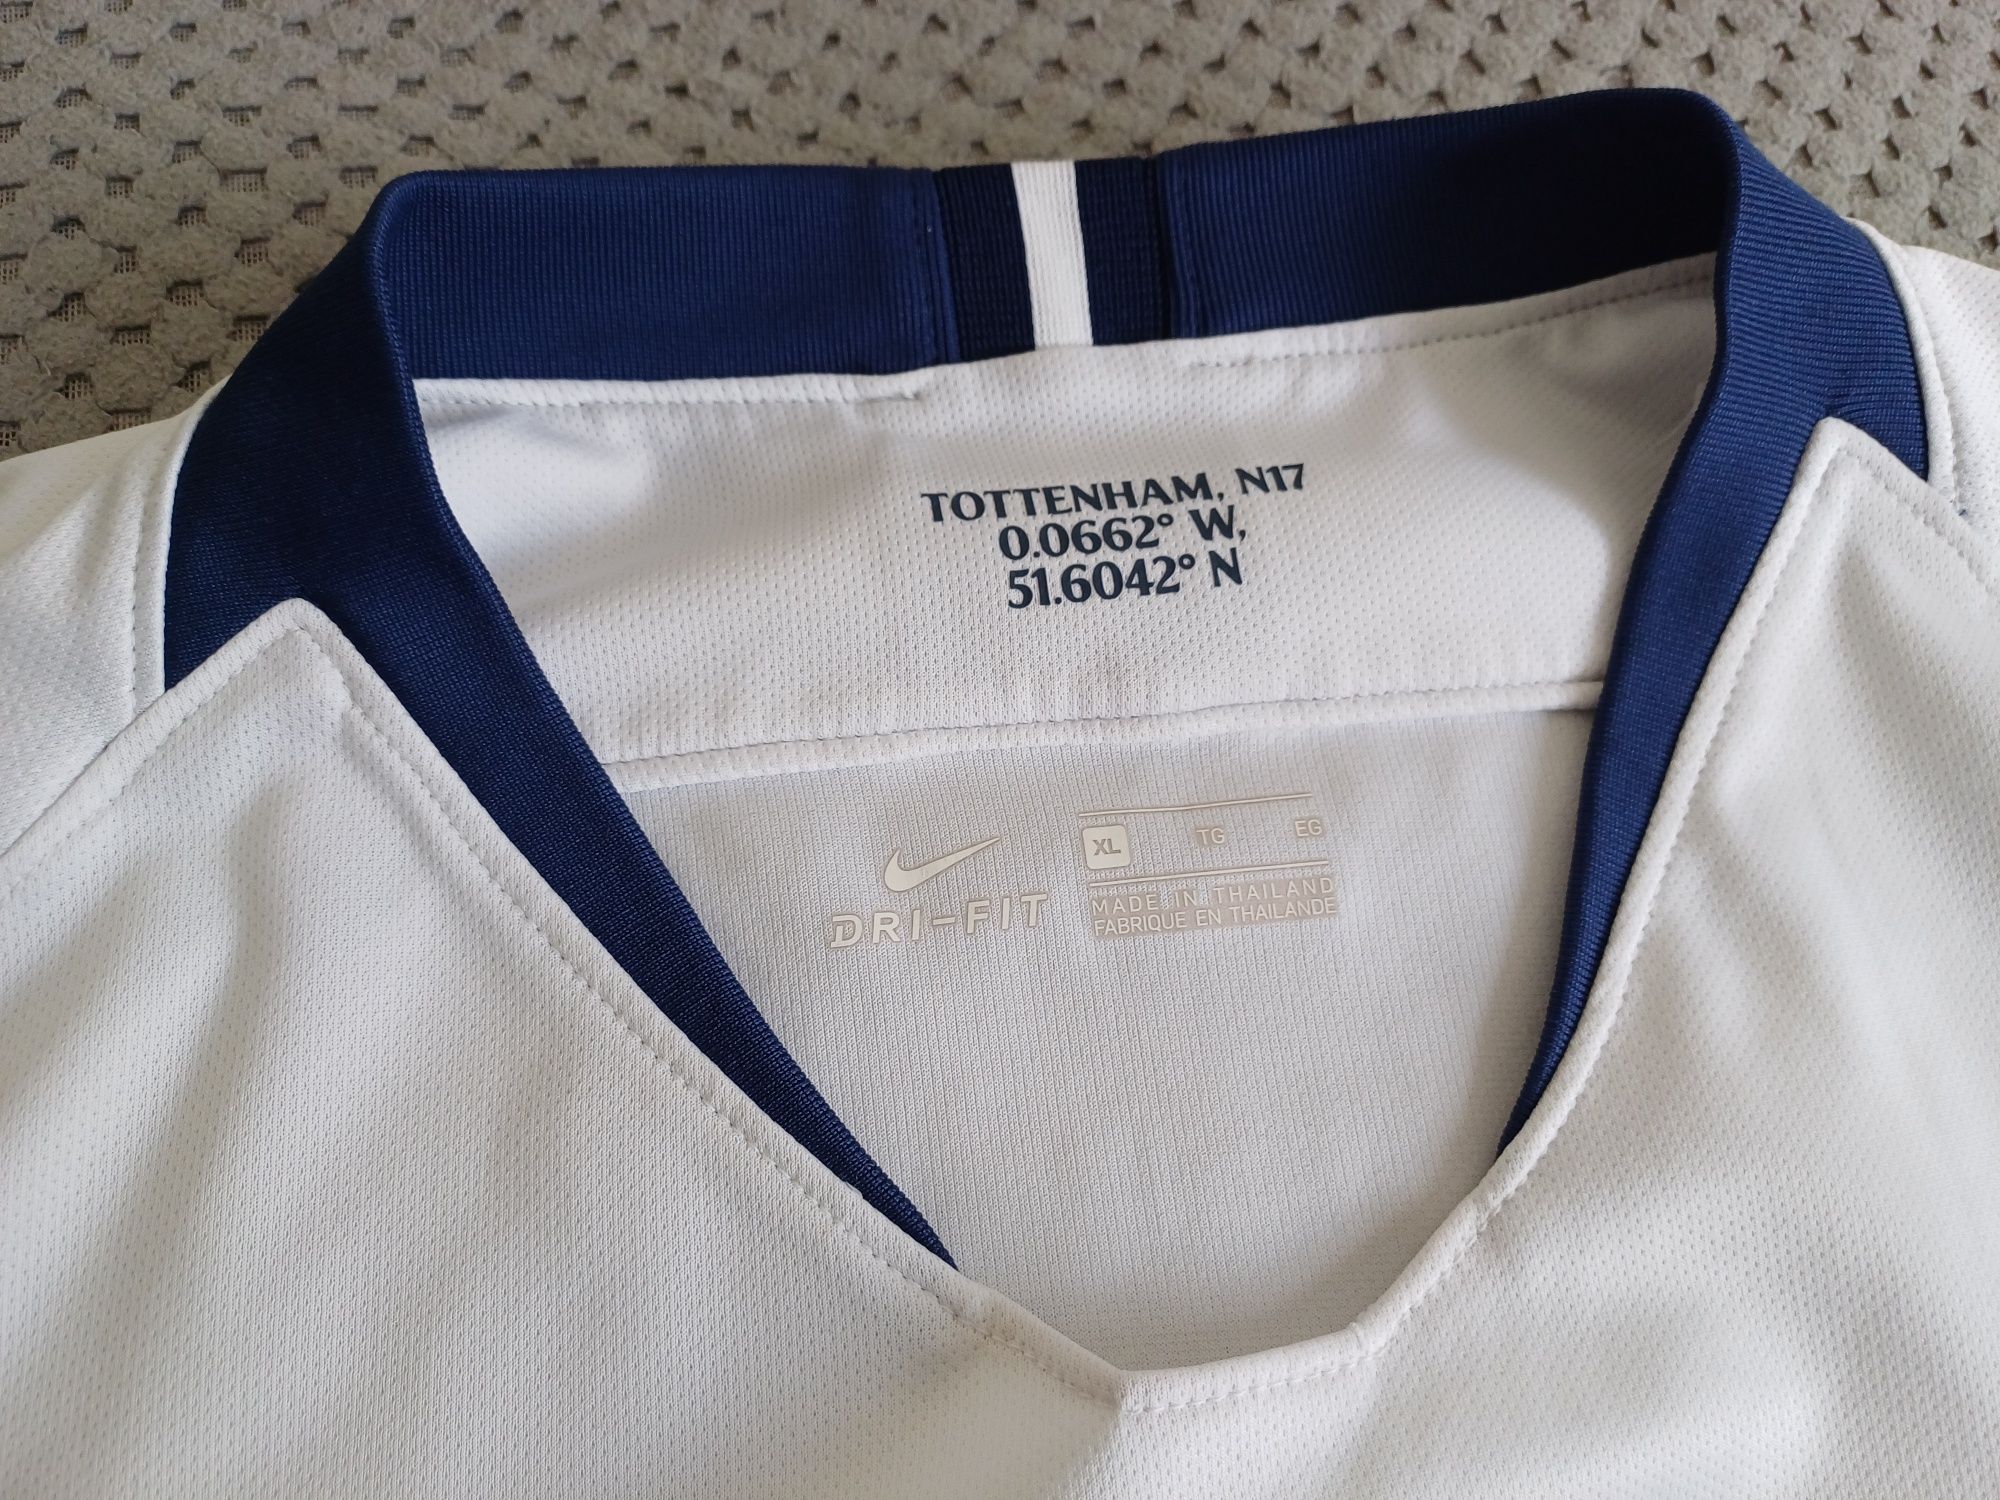 TOTTENHAM, N17
0.0662° W,
51.6042° N
DRI-FIT
XL TG EG
MADE IN THAILAND
FABRIQUE EN THAILANDE